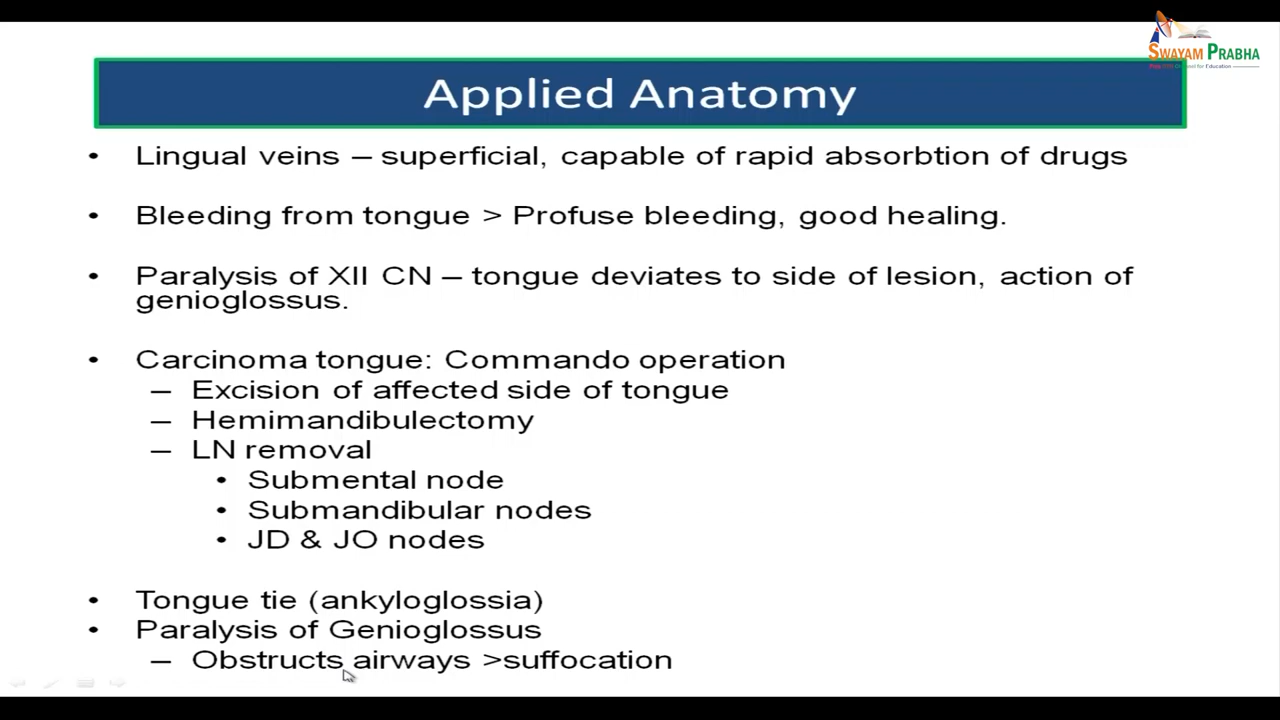 SWAYAM PRABHA
Applied Anatomy
• Lingual veins – superficial, capable of rapid absorbtion of drugs
• Bleeding from tongue > Profuse bleeding, good healing.
• Paralysis of XII CN – tongue deviates to side of lesion, action of
genioglossus.
• Carcinoma tongue: Commando operation
– Excision of affected side of tongue
– Hemimandibulectomy
– LN removal
• Submental node
• Submandibular nodes
• JD & JO nodes
• Tongue tie (ankyloglossia)
• Paralysis of Genioglossus
– Obstructs airways >suffocation